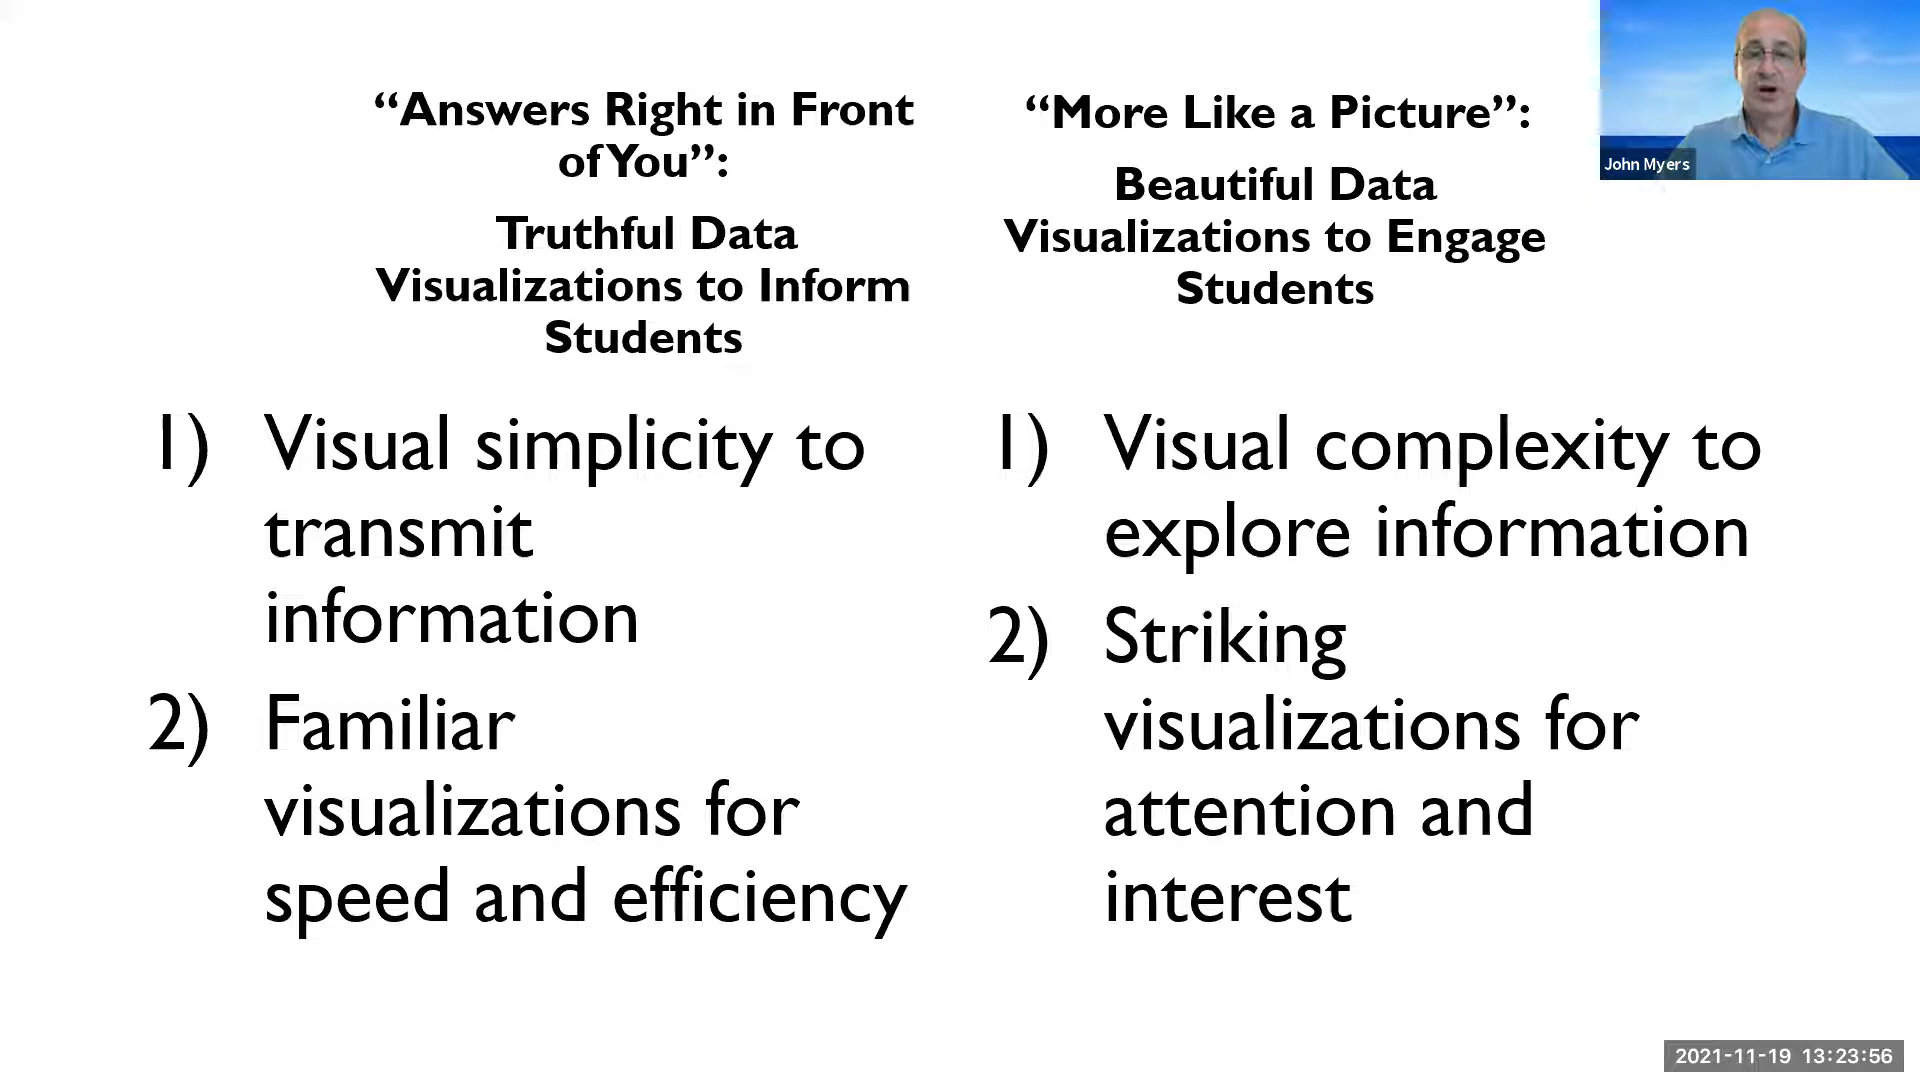 “Answers Right in Front
of You”:
Truthful Data
Visualizations to Inform
Students
1) Visual simplicity to
transmit
information
2) Familiar
visualizations for
speed and efficiency
“More Like a Picture”:
Beautiful Data
Visualizations to Engage
Students
1) Visual complexity to
explore information
2) Striking
visualizations for
attention and
interest
John Myers
2021-11-19 13:23:56